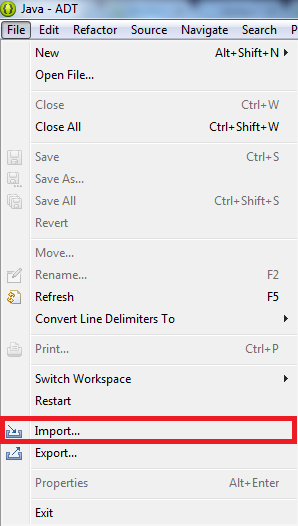 Java - ADT
File Edit Refactor Source Navigate Search P
New Alt+Shift+N
Open File...
Close Ctrl+W
Close All Ctrl+Shift+W
Save Ctrl+S
Save As...
Save All Ctrl+Shift+S
Revert
Move...
Rename... F2
Refresh F5
Convert Line Delimiters To
Print... Ctrl+P
Switch Workspace
Restart
Import...
Export...
Properties Alt+Enter
Exit